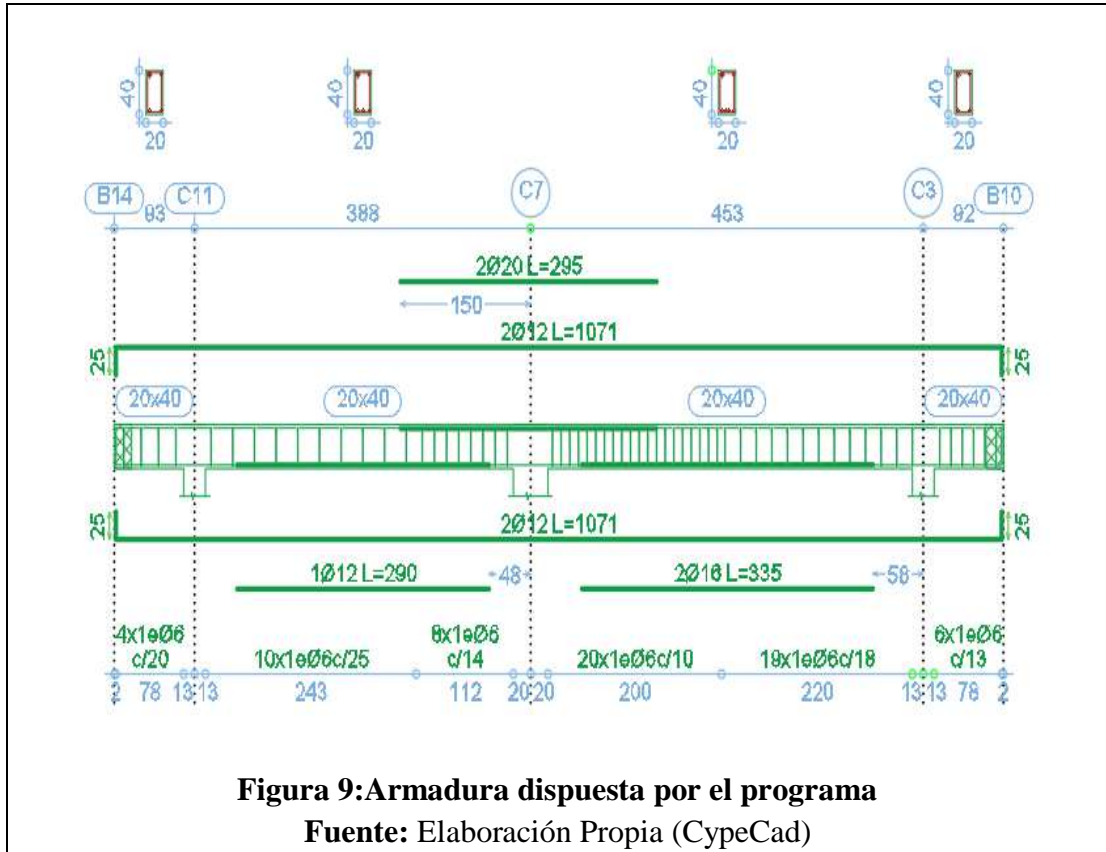 40 40 40 40
20 20 20 20
B14 C11 C7 C3 B10
93 388 453 92
2Ø20 L=295
150
2Ø12 L=1071
25 25
20x40 20x40 20x40 20x40
25 25
2Ø12 L=1071
1Ø12 L=290 48 2Ø16 L=335 58
4x1eØ6 8x1eØ6 6x1eØ6
c/20 10x1eØ6c/25 c/14 20x1eØ6c/10 19x1eØ6c/18 c/13
2 78 13 13 243 112 20 20 200 220 13 13 78 2
Figura 9:Armadura dispuesta por el programa
Fuente: Elaboración Propia (CypeCad)